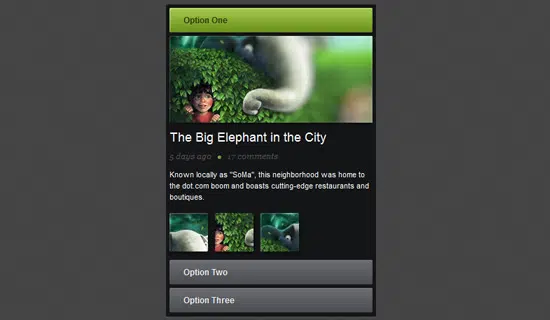 Option One
The Big Elephant in the City
5 days ago • 17 comments
Known locally as "SoMa", this neighborhood was home to
the dot.com boom and boasts cutting-edge restaurants and
boutiques.
Option Two
Option Three